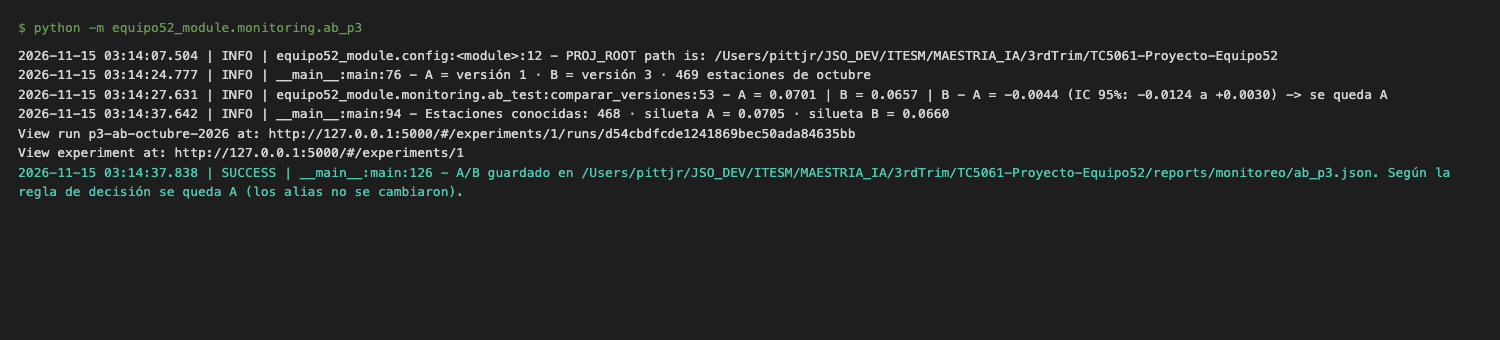 $ python -m equipo52_module.monitoring.ab_p3
2026-11-15 03:14:07.504 | INFO | equipo52_module.config:<module>:12 - PROJ_ROOT path is: /Users/pittjr/JSO_DEV/ITESM/MAESTRIA_IA/3rdTrim/TC5061-Proyecto-Equipo52
2026-11-15 03:14:24.777 | INFO | __main__:main:76 - A = versión 1 · B = versión 3 · 469 estaciones de octubre
2026-11-15 03:14:27.631 | INFO | equipo52_module.monitoring.ab_test:comparar_versiones:53 - A = 0.0701 | B = 0.0657 | B - A = -0.0044 (IC 95%: -0.0124 a +0.0030) -> se queda A
2026-11-15 03:14:37.642 | INFO | __main__:main:94 - Estaciones conocidas: 468 · silueta A = 0.0705 · silueta B = 0.0660
View run p3-ab-octubre-2026 at: http://127.0.0.1:5000/#/experiments/1/runs/d54cbdfcde1241869bec50ada84635bb
View experiment at: http://127.0.0.1:5000/#/experiments/1
2026-11-15 03:14:37.838 | SUCCESS | __main__:main:126 - A/B guardado en /Users/pittjr/JSO_DEV/ITESM/MAESTRIA_IA/3rdTrim/TC5061-Proyecto-Equipo52/reports/monitoreo/ab_p3.json. Según la
regla de decisión se queda A (los alias no se cambiaron).